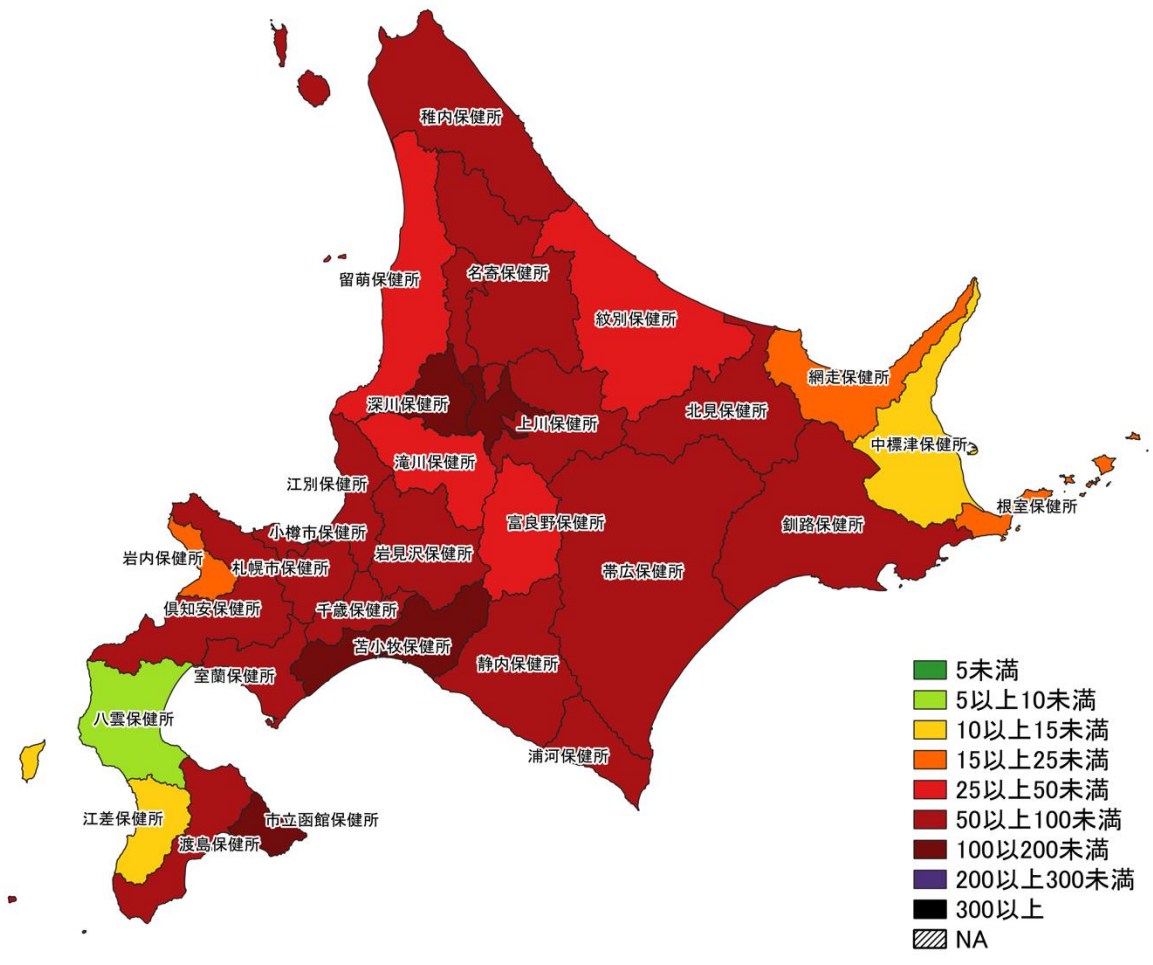 稚内保健所
名寄保健所
留萌保健所
紋別保健所
網走保健所
深川保健所
上川保健所
北見保健所
中標津保健所
滝川保健所
江別保健所
根室保健所
富良野保健所
釧路保健所
小樽市保健所
岩見沢保健所
岩内保健所
札幌市保健所
帯広保健所
倶知安保健所
千歳保健所
苫小牧保健所
静内保健所
室蘭保健所
八雲保健所
浦河保健所
江差保健所
市立函館保健所
渡島保健所
5未満
5以上10未満
10以上15未満
15以上25未満
25以上50未満
50以上100未満
100以200未満
200以上300未満
300以上
NA